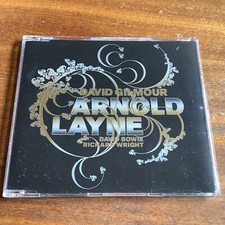 DAVID GILMOUR
ARNOLD
LAYNE
DAVID BOWIE
RICHARD WRIGHT